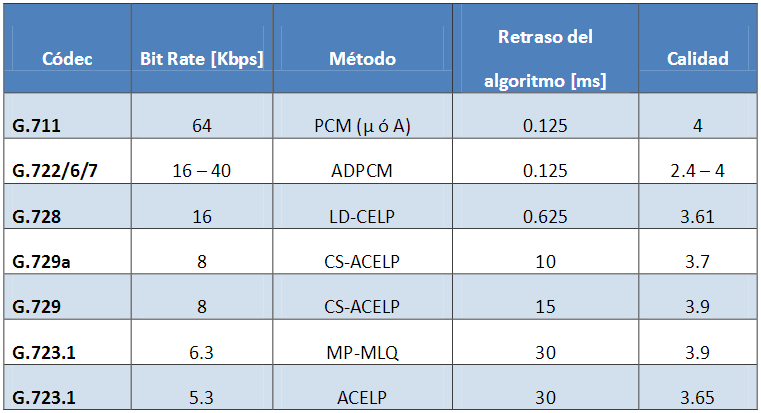 Códec Bit Rate [Kbps] Método Retraso del algoritmo [ms] Calidad
G.711 64 PCM (µ ó A) 0.125 4
G.722/6/7 16 – 40 ADPCM 0.125 2.4 – 4
G.728 16 LD-CELP 0.625 3.61
G.729a 8 CS-ACELP 10 3.7
G.729 8 CS-ACELP 15 3.9
G.723.1 6.3 MP-MLQ 30 3.9
G.723.1 5.3 ACELP 30 3.65